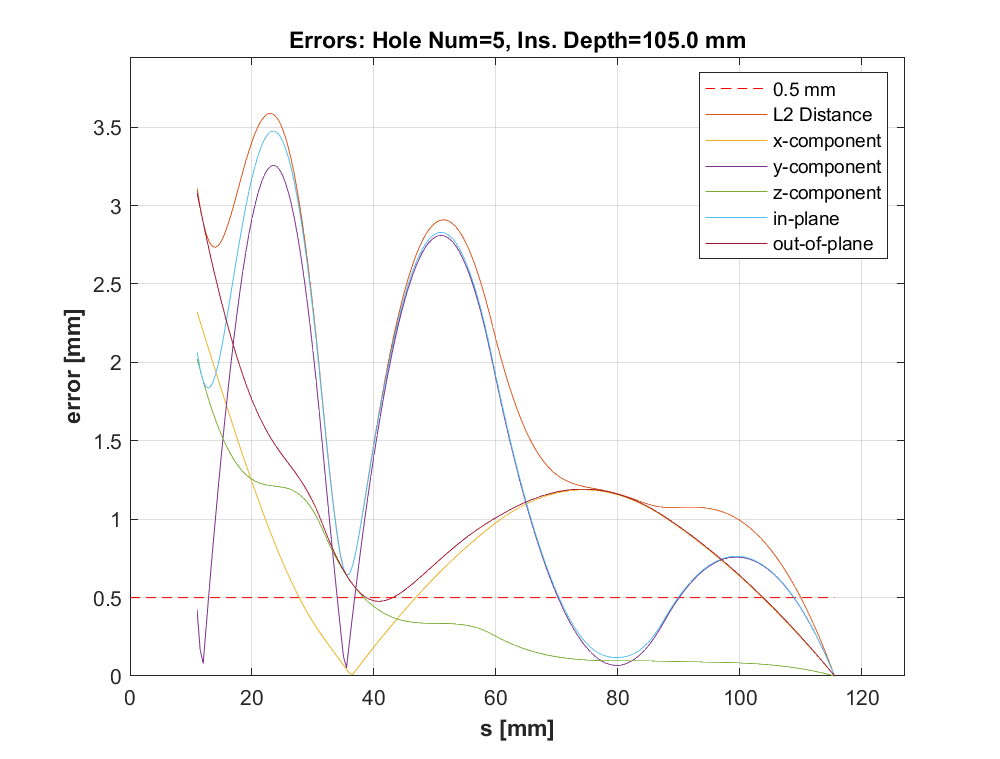 Errors: Hole Num=5, Ins. Depth=105.0 mm
0.5 mm
L2 Distance
x-component
y-component
z-component
in-plane
out-of-plane
error [mm]
3.5
3
2.5
2
1.5
1
0.5
0
0 20 40 60 80 100 120
s [mm]